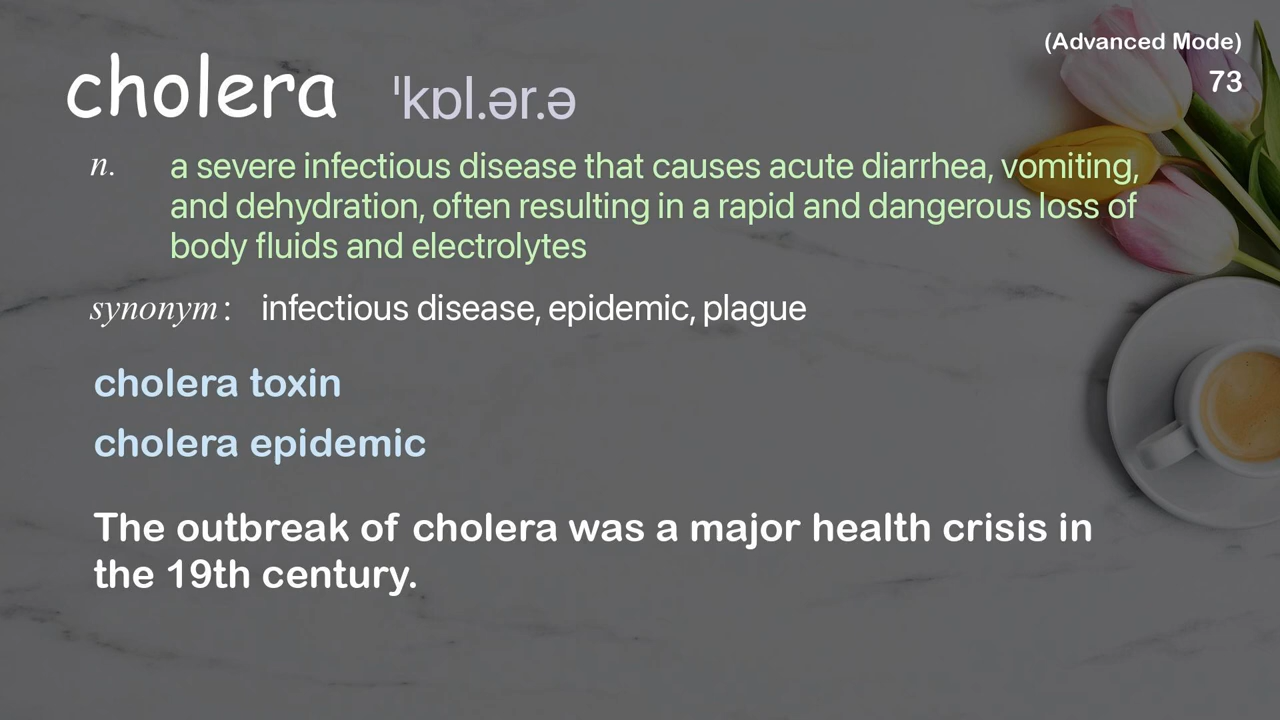 (Advanced Mode)
73
cholera ˈkɒl.ər.ə
n. a severe infectious disease that causes acute diarrhea, vomiting,
and dehydration, often resulting in a rapid and dangerous loss of
body fluids and electrolytes
synonym: infectious disease, epidemic, plague
cholera toxin
cholera epidemic
The outbreak of cholera was a major health crisis in
the 19th century.